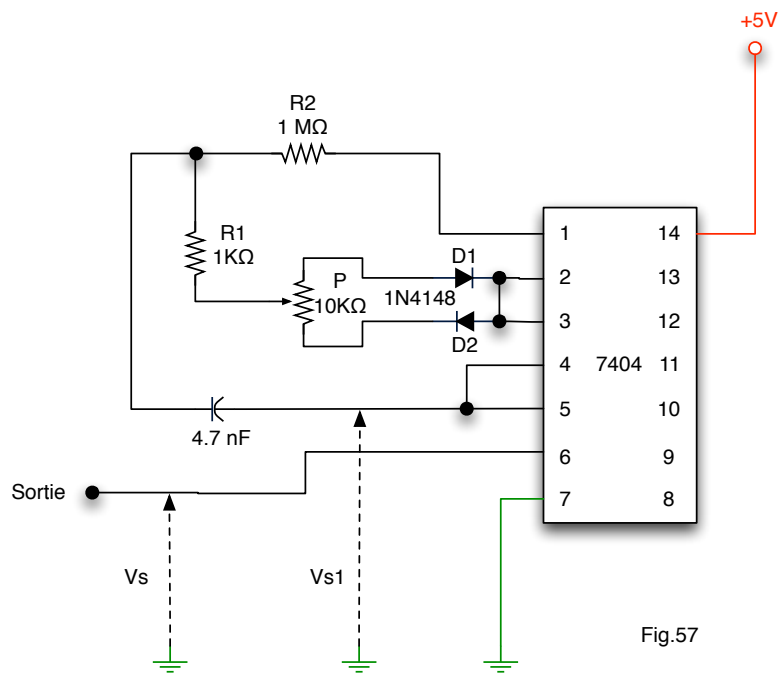 +5V
R2
1 MΩ
R1
1KΩ
P
10KΩ
D1
1N4148
D2
1 14
2 13
3 12
4 7404 11
5 10
6 9
7 8
4.7 nF
Sortie
Vs
Vs1
Fig.57